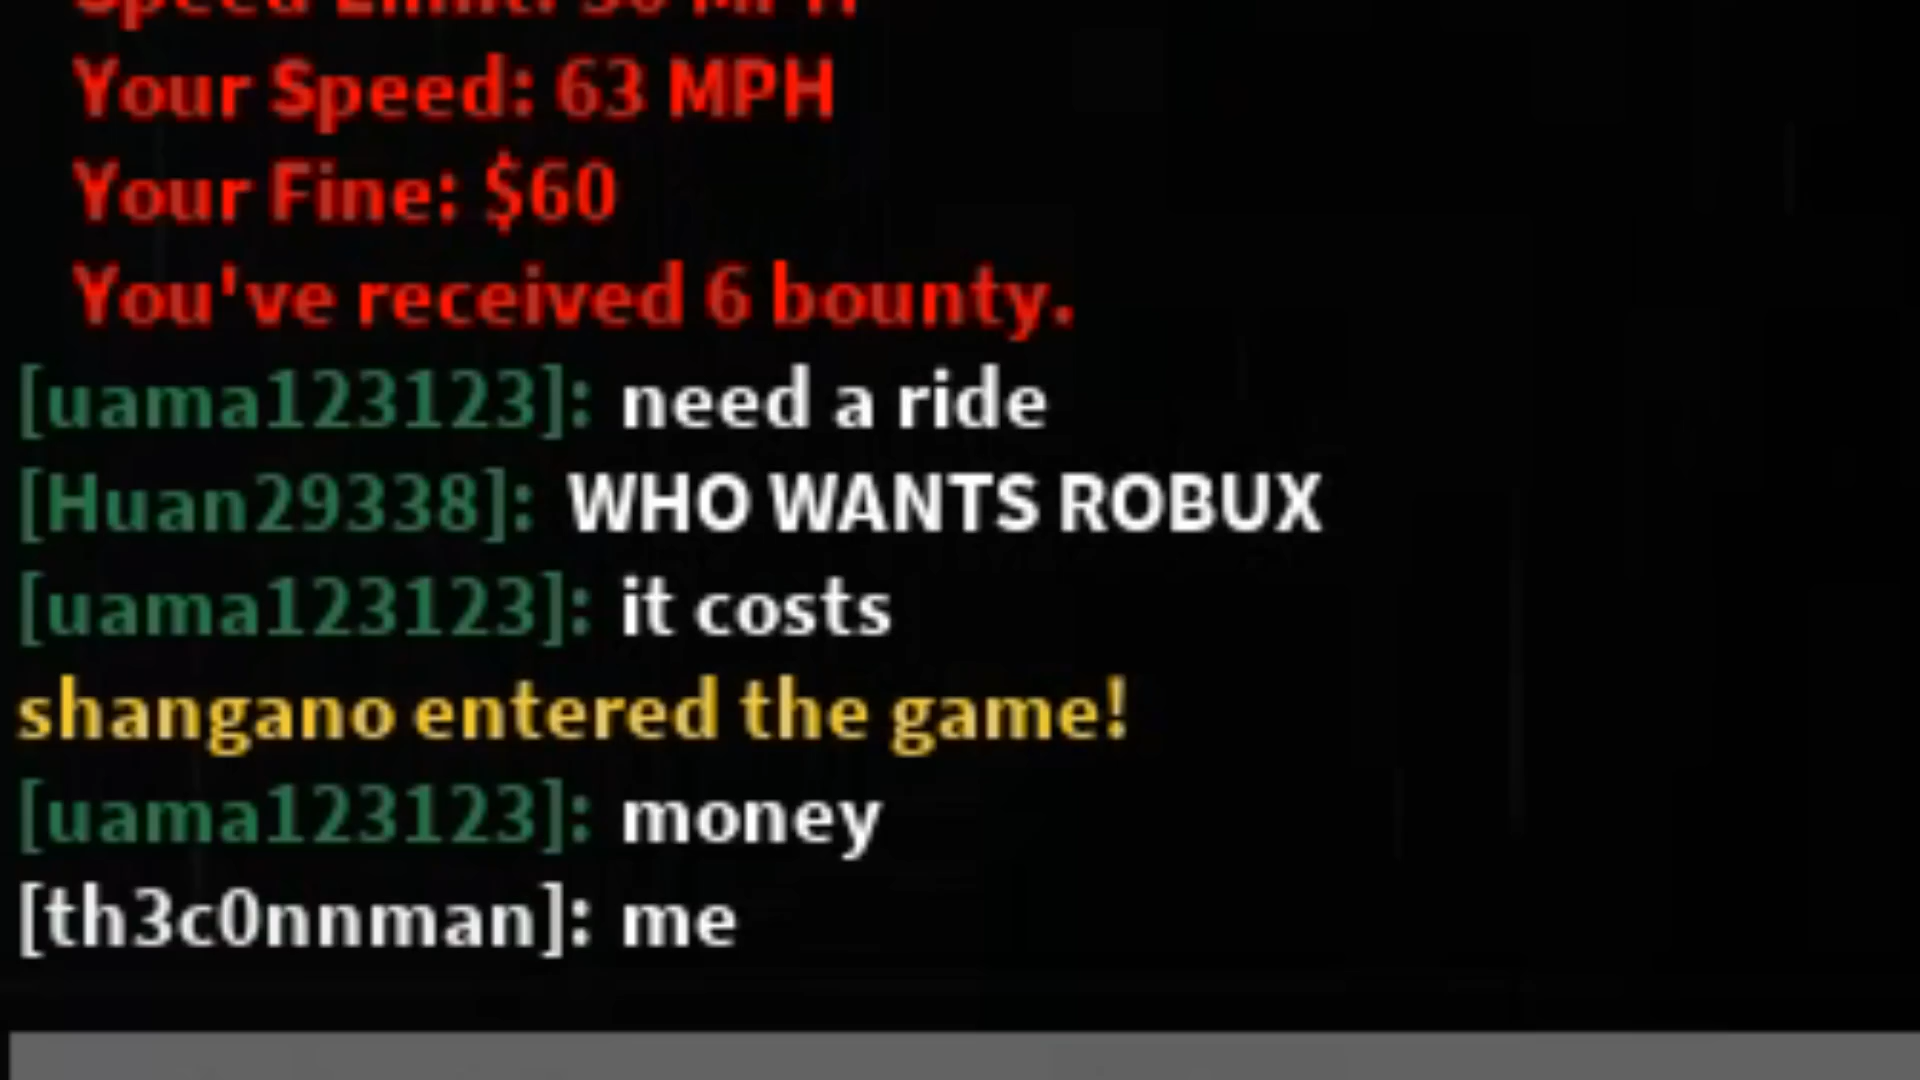 Your Speed: 63 MPH
Your Fine: $60
You've received 6 bounty.
[uama123123]: need a ride
[Huan29338]: WHO WANTS ROBUX
[uama123123]: it costs
shangano entered the game!
[uama123123]: money
[th3c0nnman]: me